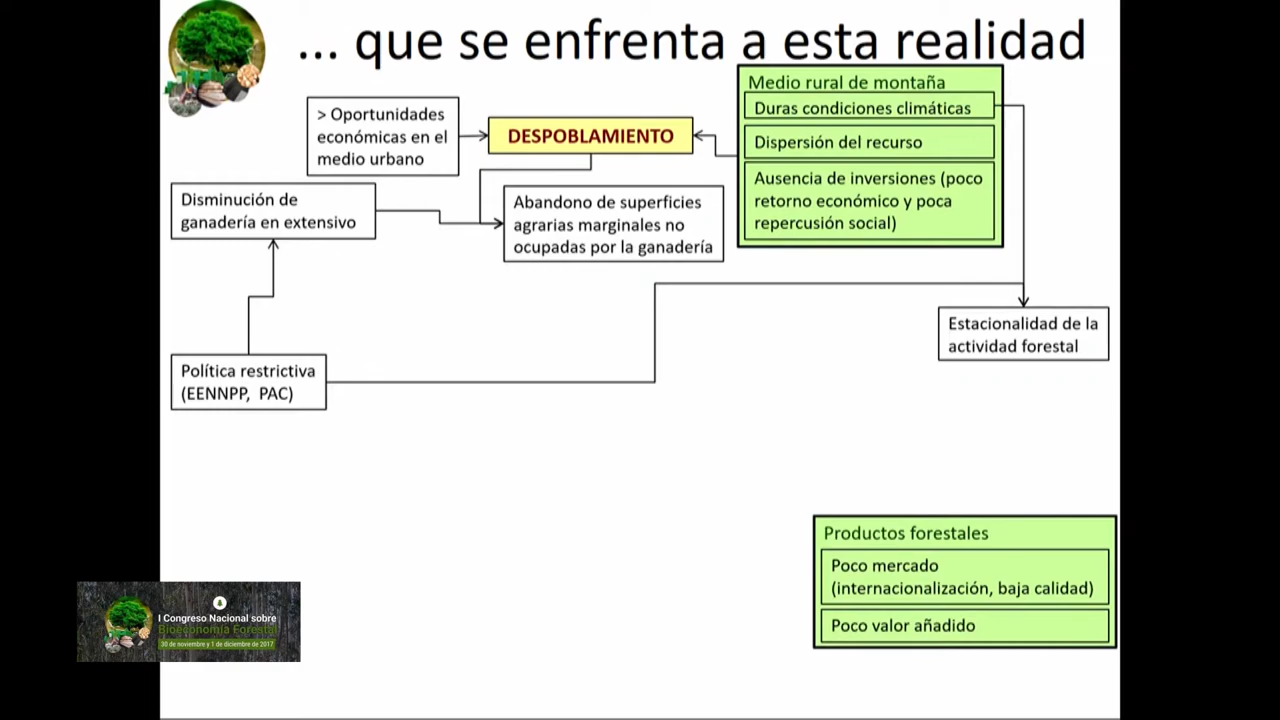 ... que se enfrenta a esta realidad
> Oportunidades
económicas en el
medio urbano
DESPOBLAMIENTO
Medio rural de montaña
Duras condiciones climáticas
Dispersión del recurso
Ausencia de inversiones (poco
retorno económico y poca
repercusión social)
Disminución de
ganadería en extensivo
Abandono de superficies
agrarias marginales no
ocupadas por la ganadería
Estacionalidad de la
actividad forestal
Política restrictiva
(EENNPP, PAC)
Productos forestales
Poco mercado
(internacionalización, baja calidad)
Poco valor añadido
I Congreso Nacional sobre
Bioeconomía Forestal
30 de noviembre y 1 de diciembre de 2017